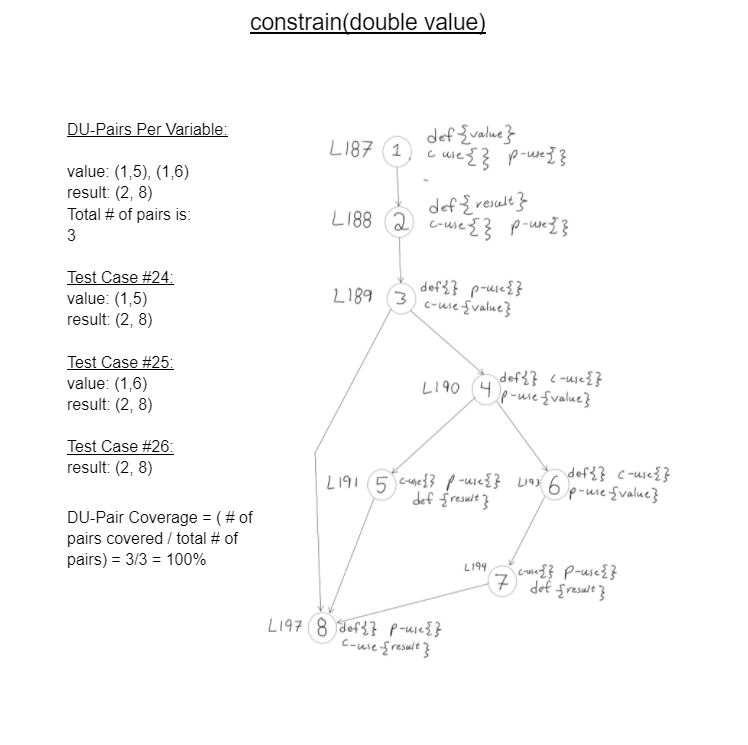 constrain(double value)
DU-Pairs Per Variable:
value: (1,5), (1,6)
result: (2, 8)
Total # of pairs is:
3
Test Case #24:
value: (1,5)
result: (2, 8)
Test Case #25:
value: (1,6)
result: (2, 8)
Test Case #26:
result: (2, 8)
DU-Pair Coverage = ( # of
pairs covered / total # of
pairs) = 3/3 = 100%
L187 1 def {value}
c use{} p-use{}
L188 2 def{result}
c-use{} p-use{}
L189 3 def{} p-use{}
c-use{value}
L190 4 def{} c-use{}
p-use{value}
L191 5 c-use{} p-use{}
def {result}
L193 6 def{} c-use{}
p-use{value}
L194 7 c-use{} p-use{}
def {result}
L197 8 def{} p-use{}
c-use{result}